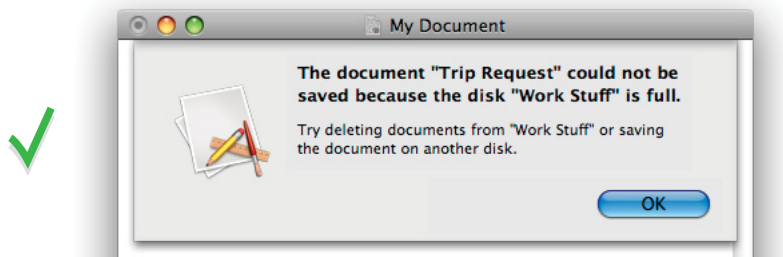 My Document
The document "Trip Request" could not be
saved because the disk "Work Stuff" is full.
Try deleting documents from "Work Stuff" or saving
the document on another disk.
OK